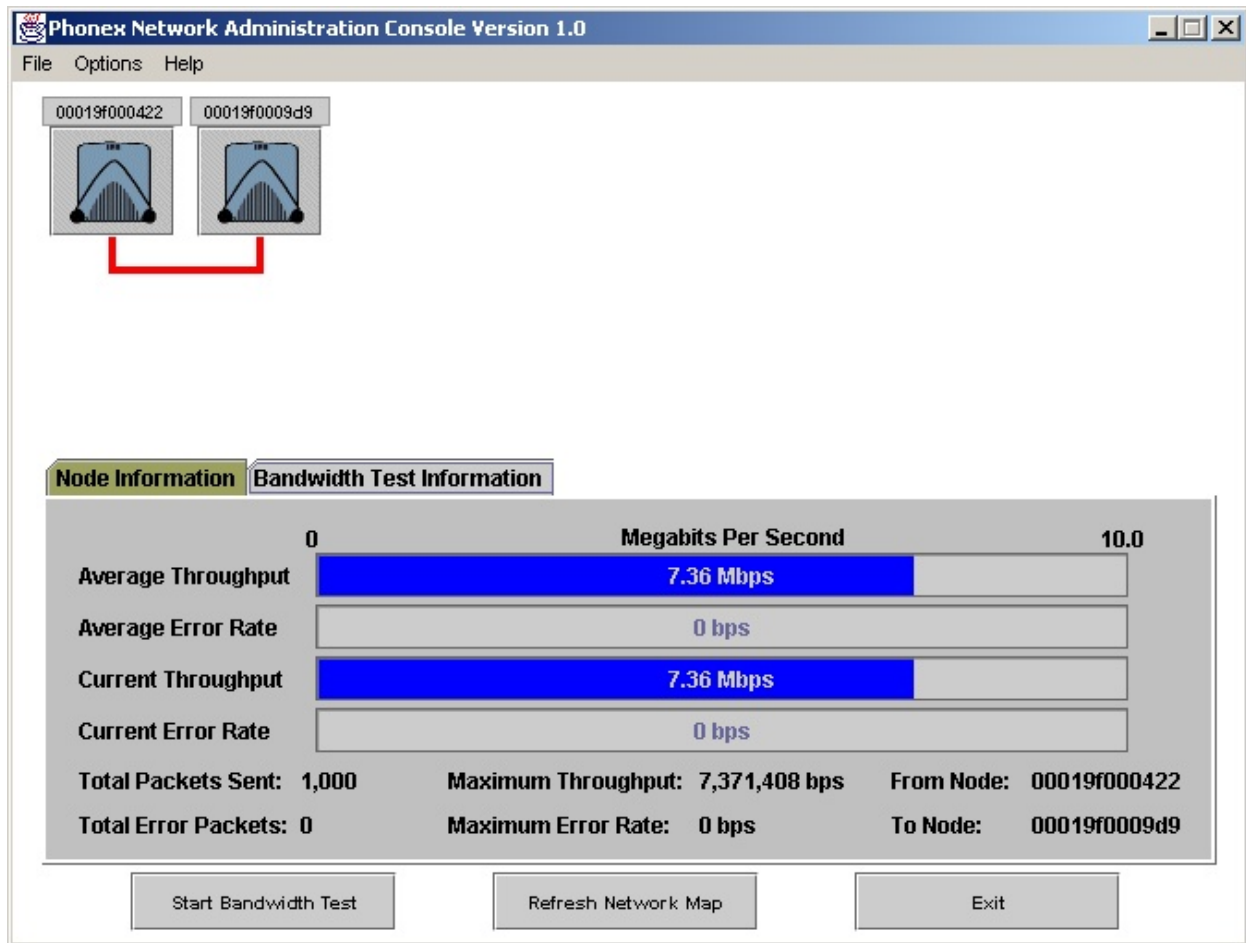 Phonex Network Administration Console Version 1.0
File Options Help
00019f000422 00019f0009d9
Node Information Bandwidth Test Information
0 Megabits Per Second 10.0
Average Throughput 7.36 Mbps
Average Error Rate 0 bps
Current Throughput 7.36 Mbps
Current Error Rate 0 bps
Total Packets Sent: 1,000 Maximum Throughput: 7,371,408 bps From Node: 00019f000422
Total Error Packets: 0 Maximum Error Rate: 0 bps To Node: 00019f0009d9
Start Bandwidth Test Refresh Network Map Exit